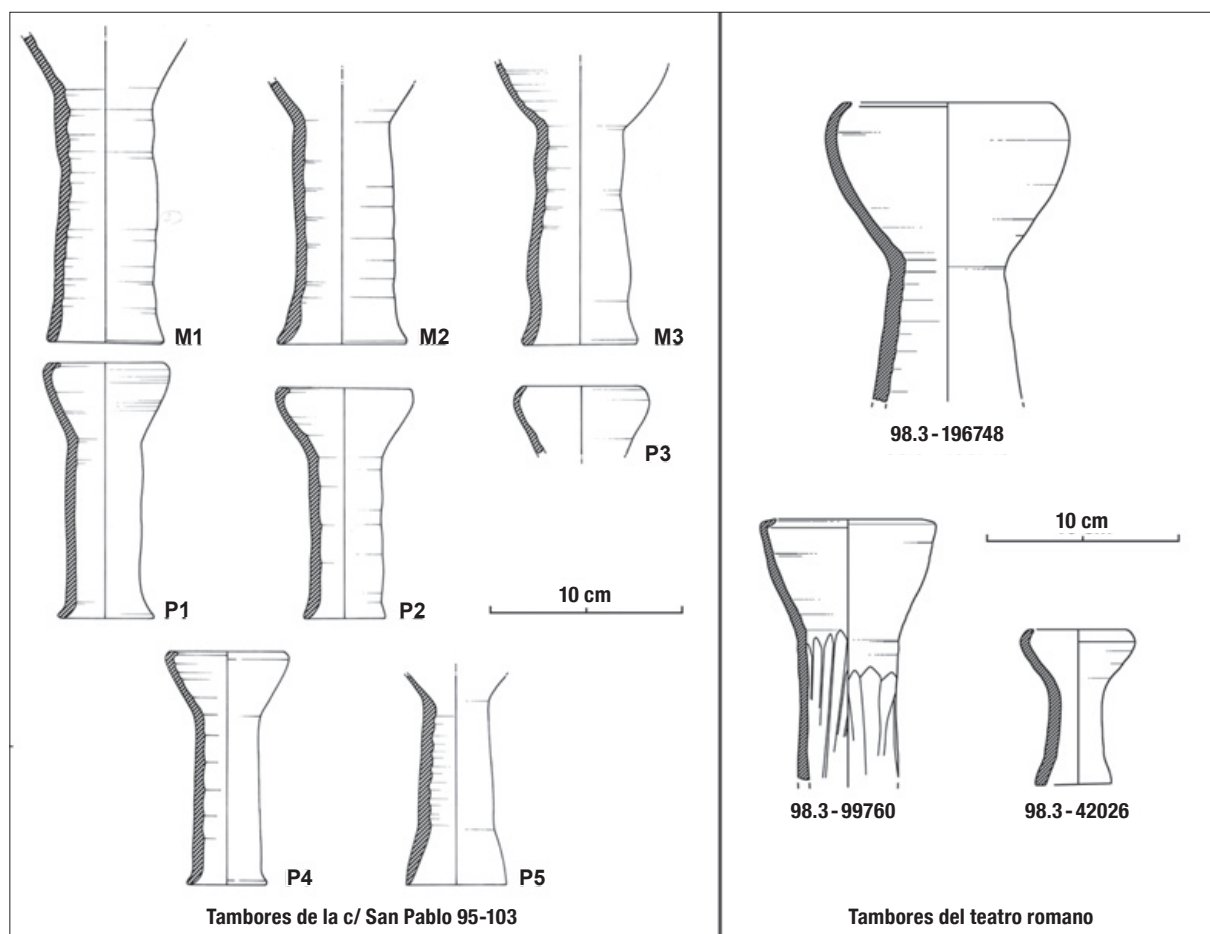 M1
M2
M3
P1
P2
P3
10 cm
P4
P5
Tambores de la c/ San Pablo 95-103
98.3-196748
10 cm
98.3-99760
98.3-42026
Tambores del teatro romano